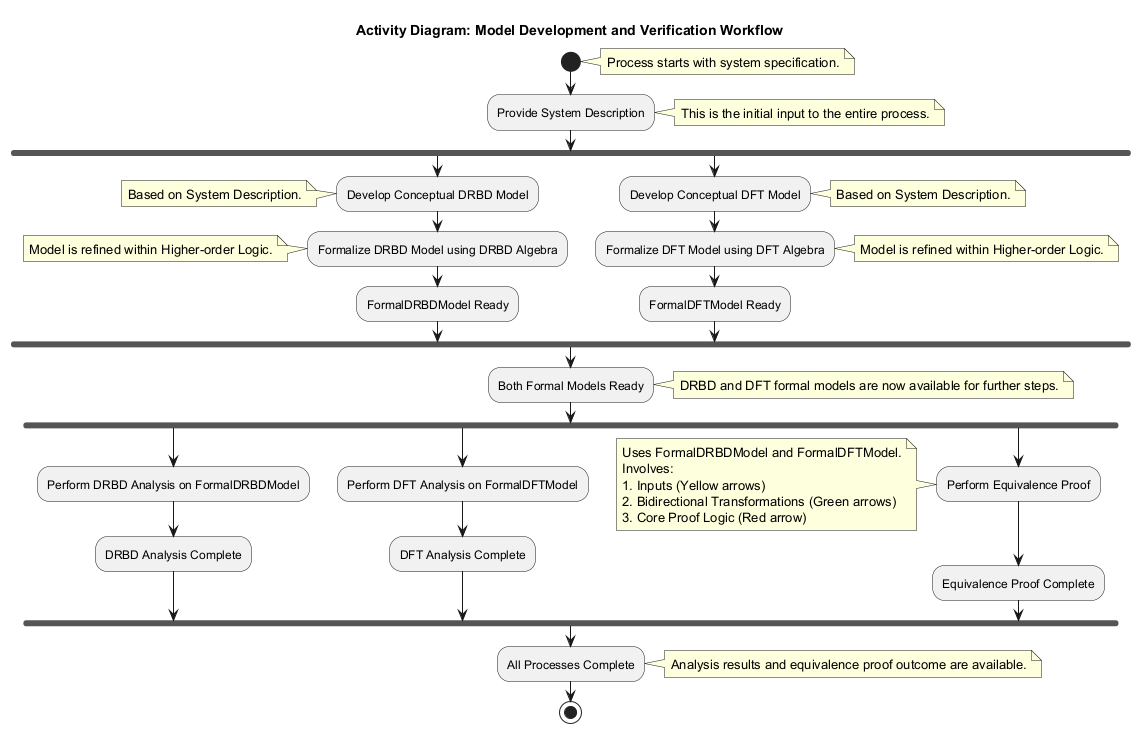 Activity Diagram: Model Development and Verification Workflow
Process starts with system specification.
Provide System Description
This is the initial input to the entire process.
Based on System Description.
Develop Conceptual DRBD Model
Develop Conceptual DFT Model
Based on System Description.
Model is refined within Higher-order Logic.
Formalize DRBD Model using DRBD Algebra
Formalize DFT Model using DFT Algebra
Model is refined within Higher-order Logic.
FormalDRBDModel Ready
FormalDFTModel Ready
Both Formal Models Ready
DRBD and DFT formal models are now available for further steps.
Perform DRBD Analysis on FormalDRBDModel
Perform DFT Analysis on FormalDFTModel
Uses FormalDRBDModel and FormalDFTModel.
Involves:
1. Inputs (Yellow arrows)
2. Bidirectional Transformations (Green arrows)
3. Core Proof Logic (Red arrow)
Perform Equivalence Proof
DRBD Analysis Complete
DFT Analysis Complete
Equivalence Proof Complete
All Processes Complete
Analysis results and equivalence proof outcome are available.